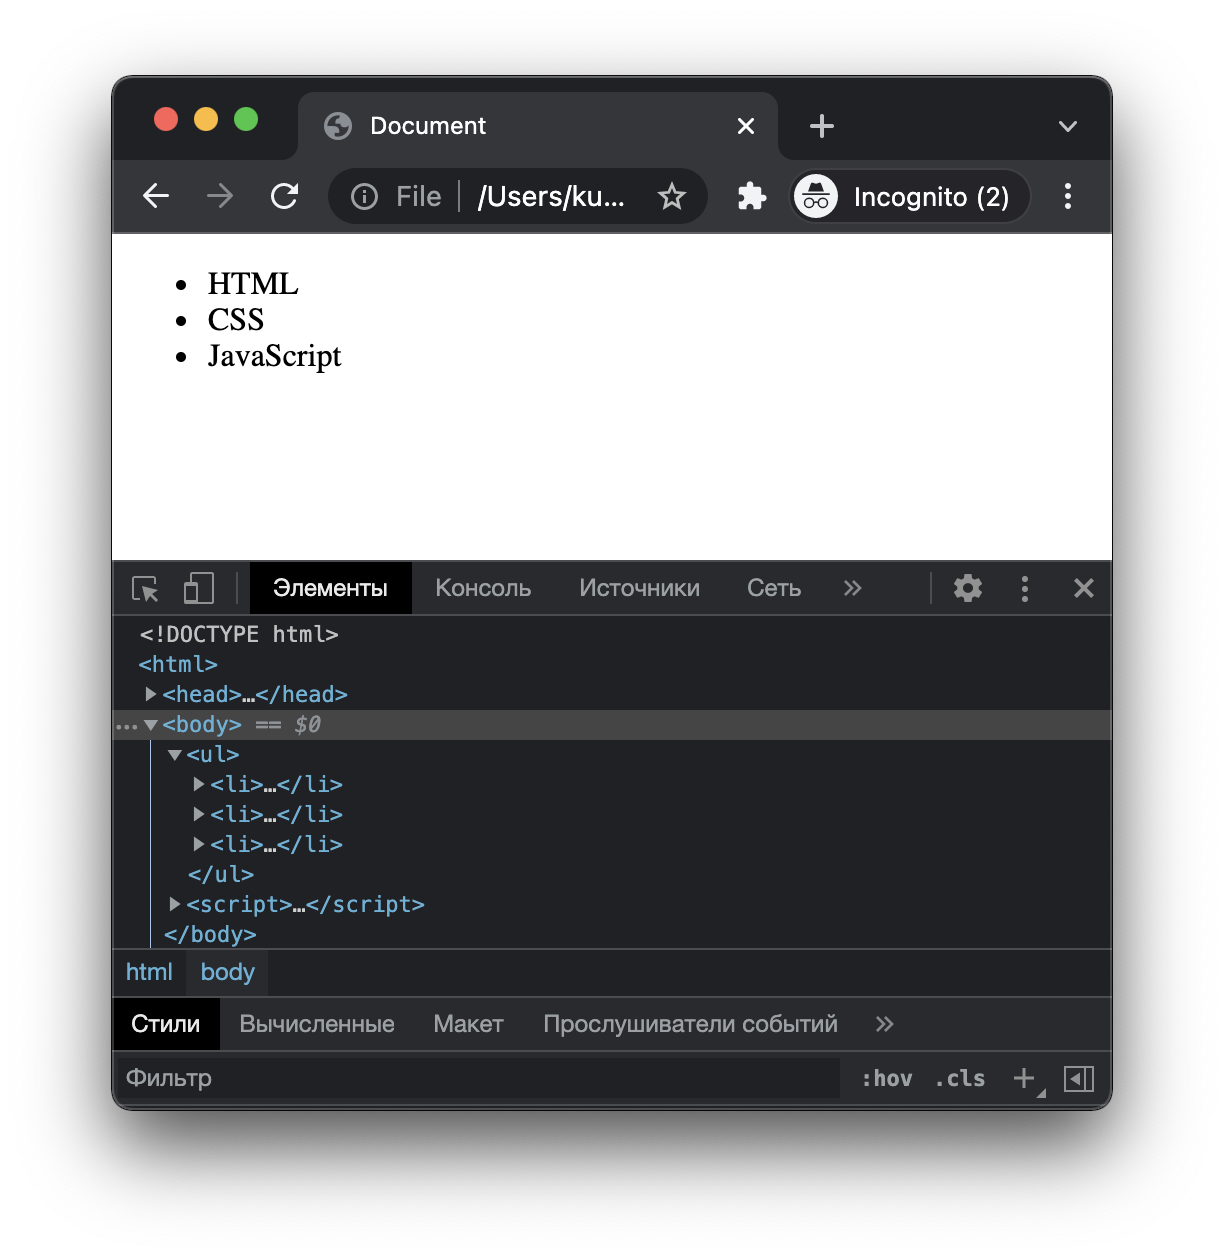 Document
File /Users/ku... Incognito (2)
HTML
CSS
JavaScript
Элементы Консоль Источники Сеть
<!DOCTYPE html>
<html>
<head>…</head>
<body> == $0
<ul>
<li>…</li>
<li>…</li>
<li>…</li>
</ul>
<script>…</script>
</body>
html body
Стили Вычисленные Макет Прослушиватели событий
Фильтр :hov .cls